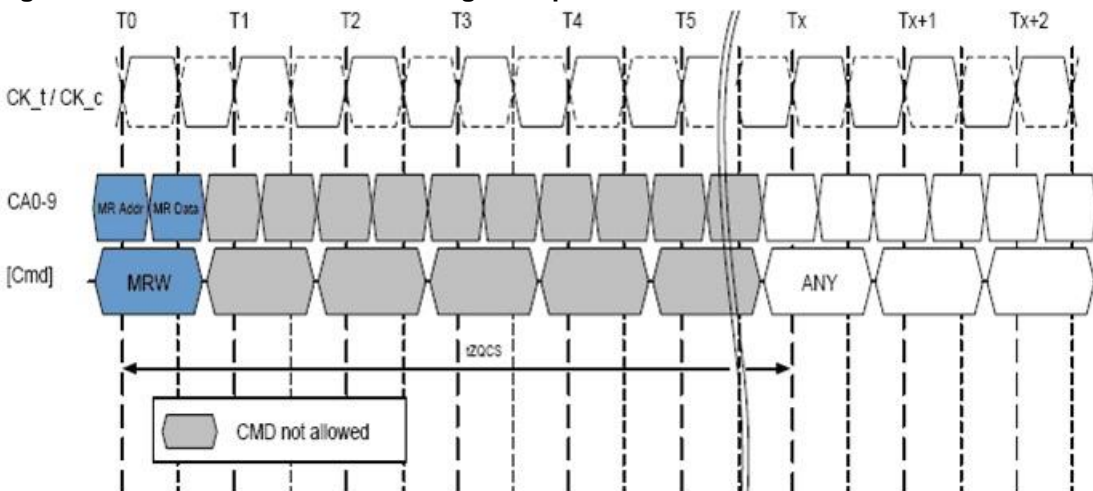 T0 T1 T2 T3 T4 T5 Tx Tx+1 Tx+2
CK_t / CK_c
CA0-9 MR Addr MR Data
[Cmd] MRW ANY
tZQCS
CMD not allowed